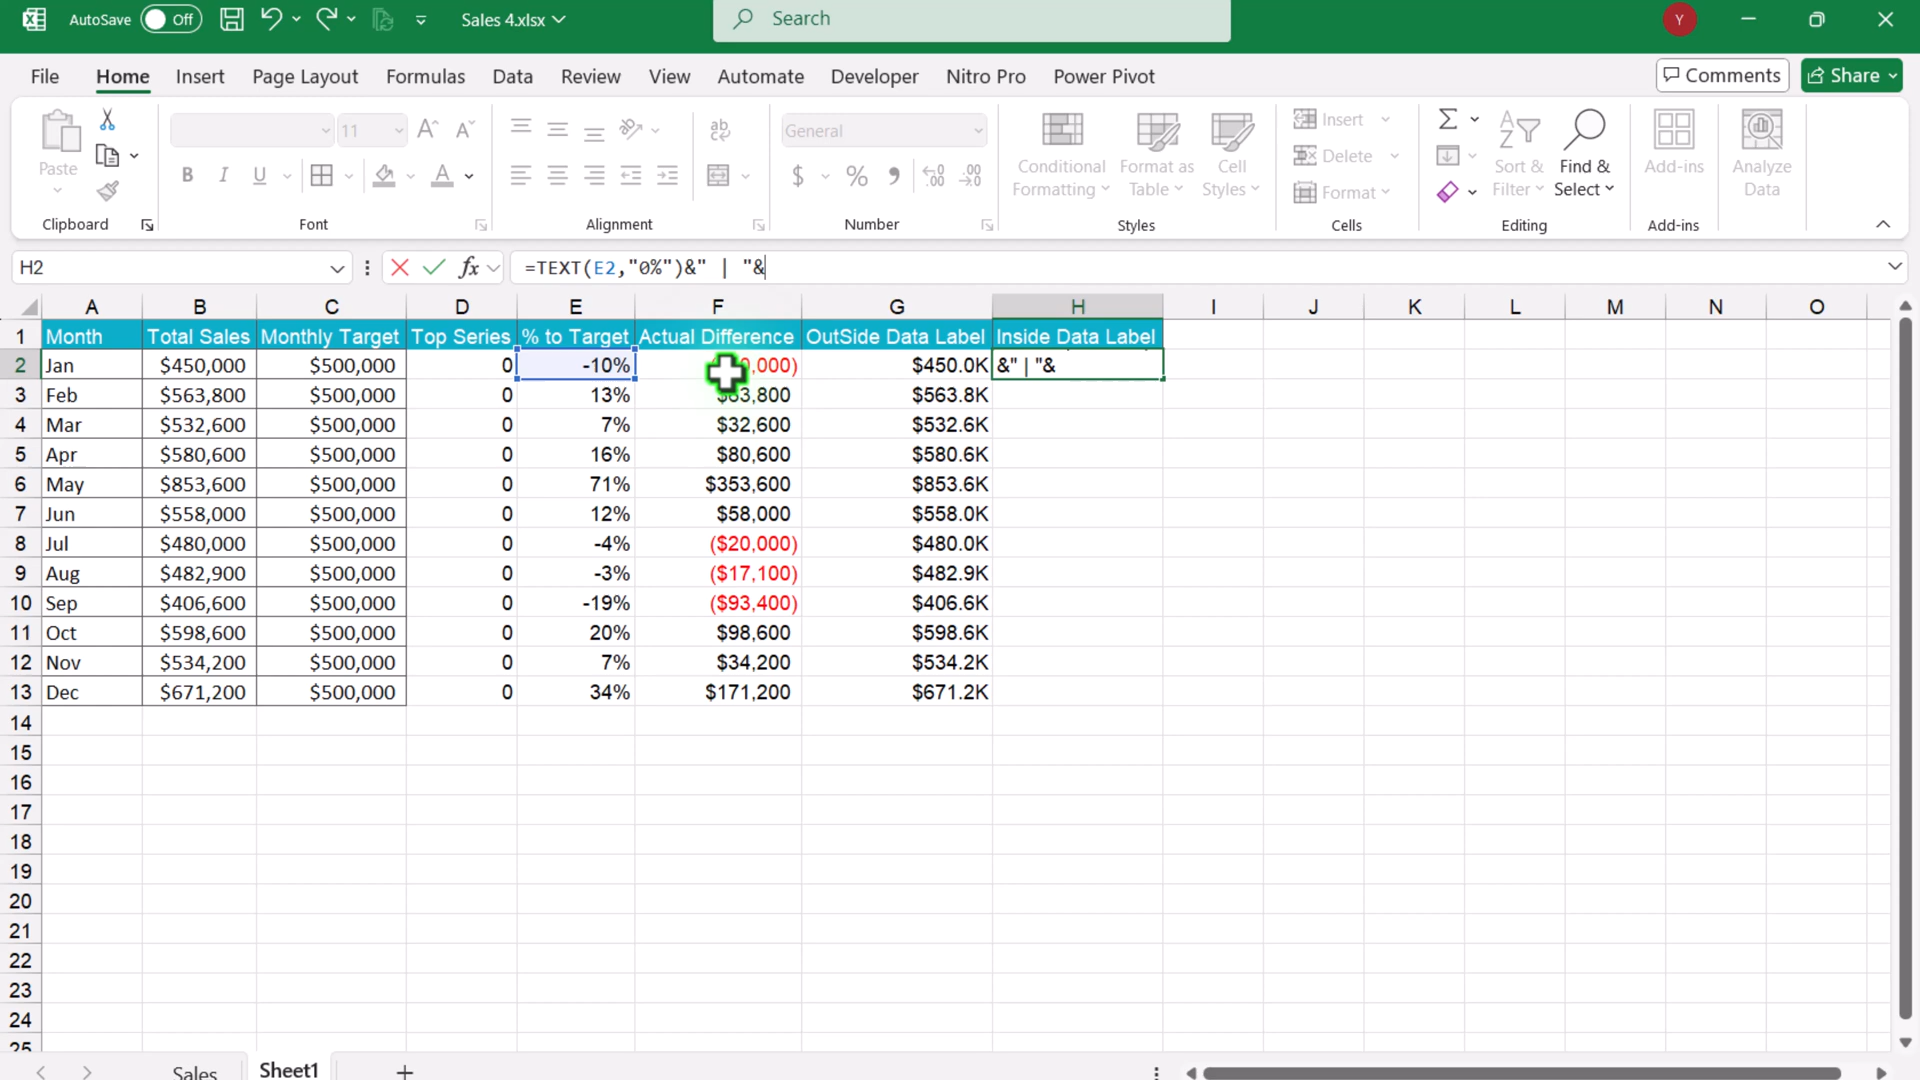 AutoSave Off Sales 4.xlsx Search Y
File Home Insert Page Layout Formulas Data Review View Automate Developer Nitro Pro Power Pivot Comments Share
11 General Insert
Paste Conditional Format as Cell Delete Sort & Find & Add-ins Analyze
Formatting Table Styles Format Filter Select Data
Clipboard Font Alignment Number Styles Cells Editing Add-ins
H2 fx =TEXT(E2,"0%")&" | "&
A B C D E F G H I J K L M N O
1 Month Total Sales Monthly Target Top Series % to Target Actual Difference OutSide Data Label Inside Data Label
2 Jan $450,000 $500,000 0 -10% ,000) $450.0K &" | "&
3 Feb $563,800 $500,000 0 13% $63,800 $563.8K
4 Mar $532,600 $500,000 0 7% $32,600 $532.6K
5 Apr $580,600 $500,000 0 16% $80,600 $580.6K
6 May $853,600 $500,000 0 71% $353,600 $853.6K
7 Jun $558,000 $500,000 0 12% $58,000 $558.0K
8 Jul $480,000 $500,000 0 -4% ($20,000) $480.0K
9 Aug $482,900 $500,000 0 -3% ($17,100) $482.9K
10 Sep $406,600 $500,000 0 -19% ($93,400) $406.6K
11 Oct $598,600 $500,000 0 20% $98,600 $598.6K
12 Nov $534,200 $500,000 0 7% $34,200 $534.2K
13 Dec $671,200 $500,000 0 34% $171,200 $671.2K
14
15
16
17
18
19
20
21
22
23
24
25
Sales Sheet1